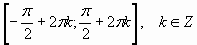 [-π/2 + 2πk; π/2 + 2πk], k ∈ Z